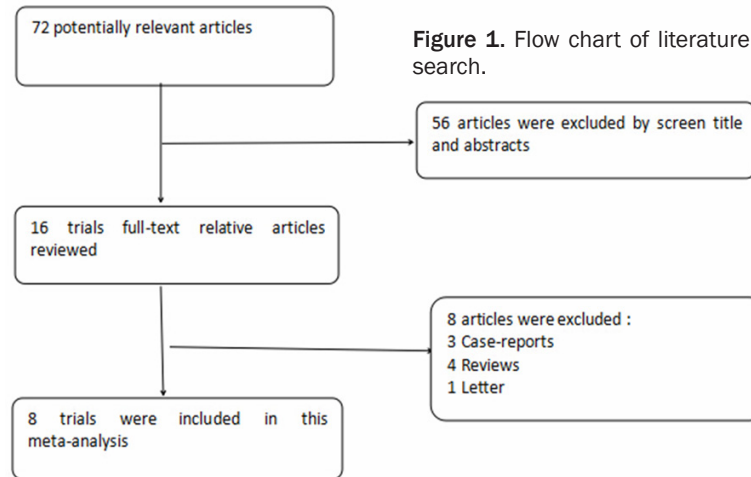 72 potentially relevant articles
Figure 1. Flow chart of literature
search.
56 articles were excluded by screen title
and abstracts
16 trials full-text relative articles
reviewed
8 articles were excluded :
3 Case-reports
4 Reviews
1 Letter
8 trials were included in this
meta-analysis